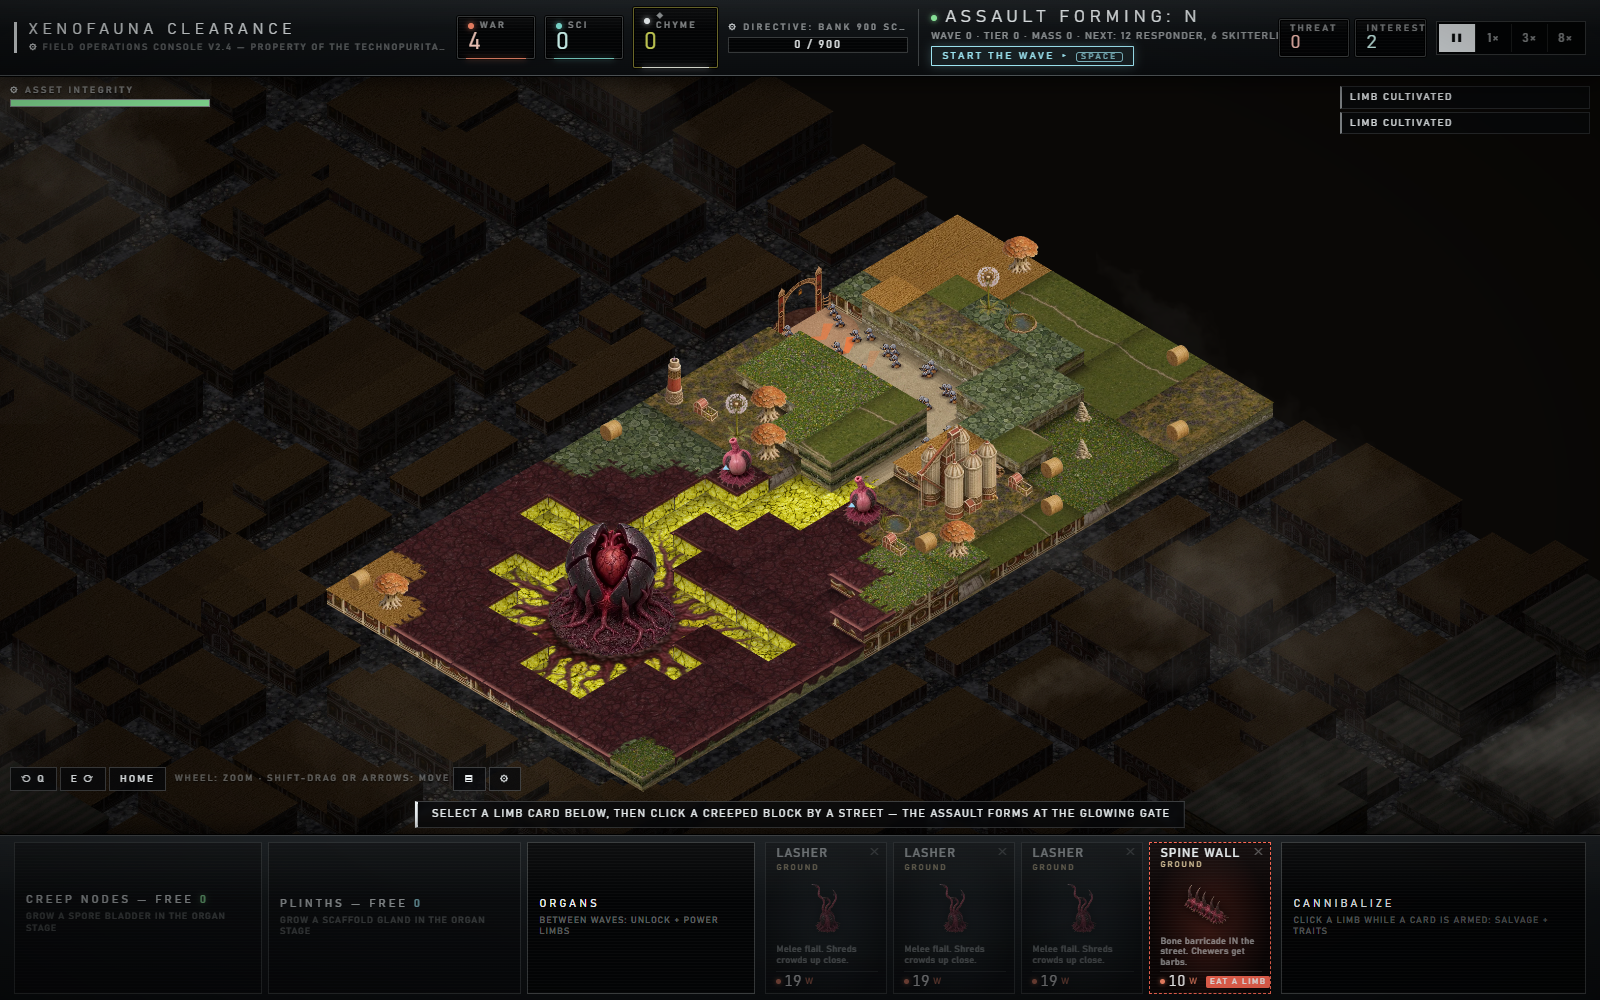 XENOFAUNA CLEARANCE
FIELD OPERATIONS CONSOLE V2.4 — PROPERTY OF THE TECHNOPURITA…
WAR
4
SCI
0
CHYME
0
DIRECTIVE: BANK 900 SC…
0 / 900
ASSAULT FORMING: N
WAVE 0 · TIER 0 · MASS 0 · NEXT: 12 RESPONDER, 6 SKITTERLI
START THE WAVE ▸ SPACE
THREAT
0
INTEREST
2
1×
3×
8×
ASSET INTEGRITY
LIMB CULTIVATED
LIMB CULTIVATED
Q
E
HOME
WHEEL: ZOOM · SHIFT-DRAG OR ARROWS: MOVE
SELECT A LIMB CARD BELOW, THEN CLICK A CREEPED BLOCK BY A STREET — THE ASSAULT FORMS AT THE GLOWING GATE
CREEP NODES — FREE 0
GROW A SPORE BLADDER IN THE ORGAN
STAGE
PLINTHS — FREE 0
GROW A SCAFFOLD GLAND IN THE ORGAN
STAGE
ORGANS
BETWEEN WAVES: UNLOCK + POWER
LIMBS
LASHER
GROUND
Melee flail. Shreds
crowds up close.
19 W
LASHER
GROUND
Melee flail. Shreds
crowds up close.
19 W
LASHER
GROUND
Melee flail. Shreds
crowds up close.
19 W
SPINE WALL
GROUND
Bone barricade IN the
street. Chewers get
barbs.
10 W
EAT A LIMB
CANNIBALIZE
CLICK A LIMB WHILE A CARD IS ARMED: SALVAGE +
TRAITS